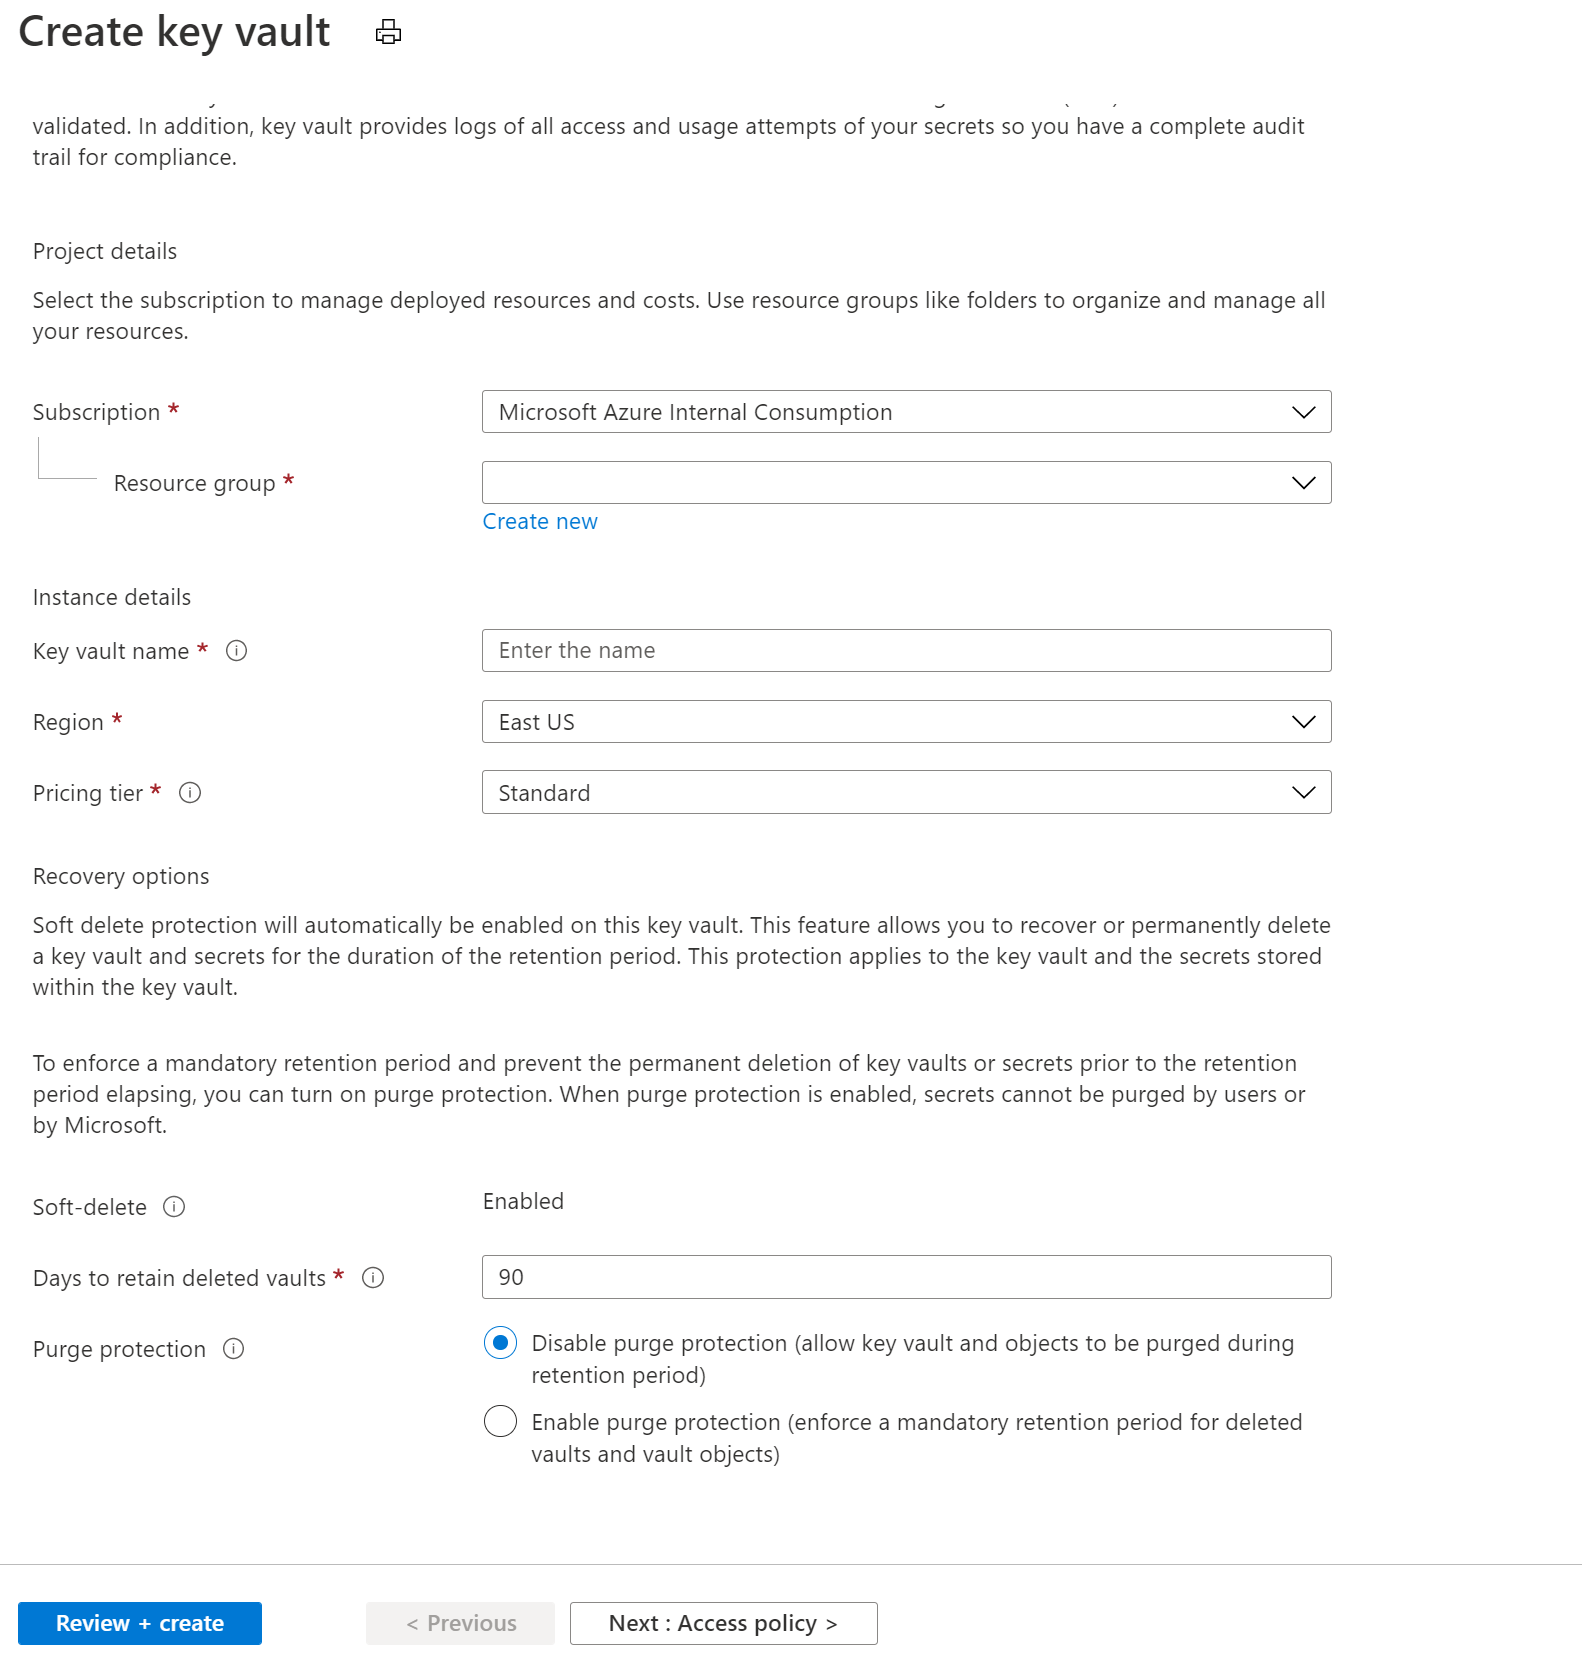 Create key vault
validated. In addition, key vault provides logs of all access and usage attempts of your secrets so you have a complete audit
trail for compliance.
Project details
Select the subscription to manage deployed resources and costs. Use resource groups like folders to organize and manage all
your resources.
Subscription *
Microsoft Azure Internal Consumption
Resource group *
Create new
Instance details
Key vault name *
Enter the name
Region *
East US
Pricing tier *
Standard
Recovery options
Soft delete protection will automatically be enabled on this key vault. This feature allows you to recover or permanently delete
a key vault and secrets for the duration of the retention period. This protection applies to the key vault and the secrets stored
within the key vault.
To enforce a mandatory retention period and prevent the permanent deletion of key vaults or secrets prior to the retention
period elapsing, you can turn on purge protection. When purge protection is enabled, secrets cannot be purged by users or
by Microsoft.
Soft-delete
Enabled
Days to retain deleted vaults *
90
Purge protection
Disable purge protection (allow key vault and objects to be purged during
retention period)
Enable purge protection (enforce a mandatory retention period for deleted
vaults and vault objects)
Review + create
< Previous
Next : Access policy >